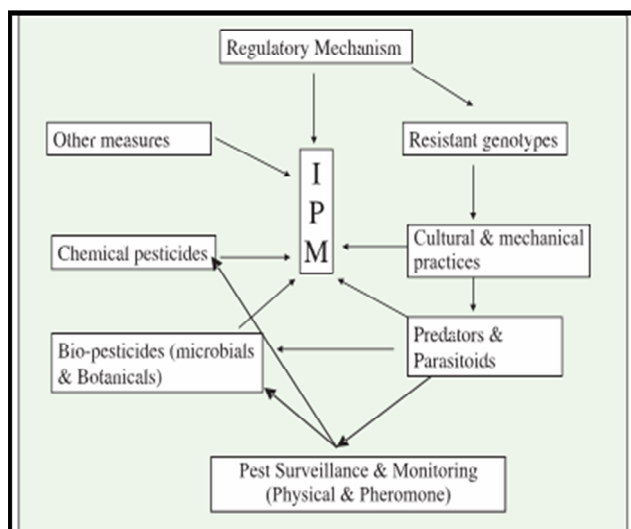 Regulatory Mechanism
Other measures
Resistant genotypes
I
P
M
Chemical pesticides
Cultural & mechanical
practices
Bio-pesticides (microbials
& Botanicals)
Predators &
Parasitoids
Pest Surveillance & Monitoring
(Physical & Pheromone)